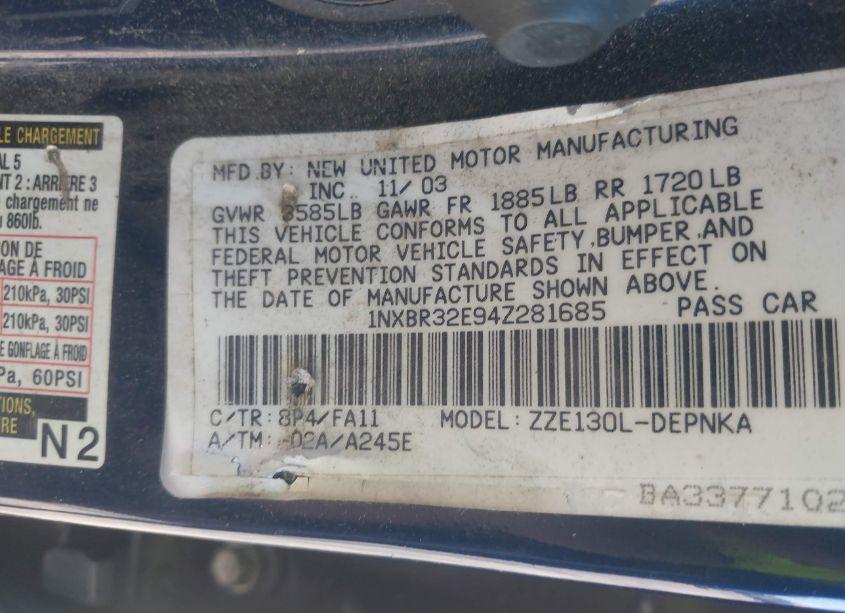 LE CHARGEMENT
AL 5
NT 2 : ARRIÈRE 3
chargement ne
860lb.
ION DE
LAGE À FROID
210kPa, 30PSI
210kPa, 30PSI
E GONFLAGE À FROID
Pa, 60PSI
TIONS,
RE
N2
MFD.BY: NEW UNITED MOTOR MANUFACTURING
INC. 11/03
GVWR 3585LB GAWR FR 1885LB RR 1720LB
THIS VEHICLE CONFORMS TO ALL APPLICABLE
FEDERAL MOTOR VEHICLE SAFETY,BUMPER,AND
THEFT PREVENTION STANDARDS IN EFFECT ON
THE DATE OF MANUFACTURE SHOWN ABOVE.
1NXBR32E94Z281685 PASS CAR
C/TR: 8P4/FA11 MODEL: ZZE130L-DEPNKA
A/TM: -02A/A245E
BA3377102